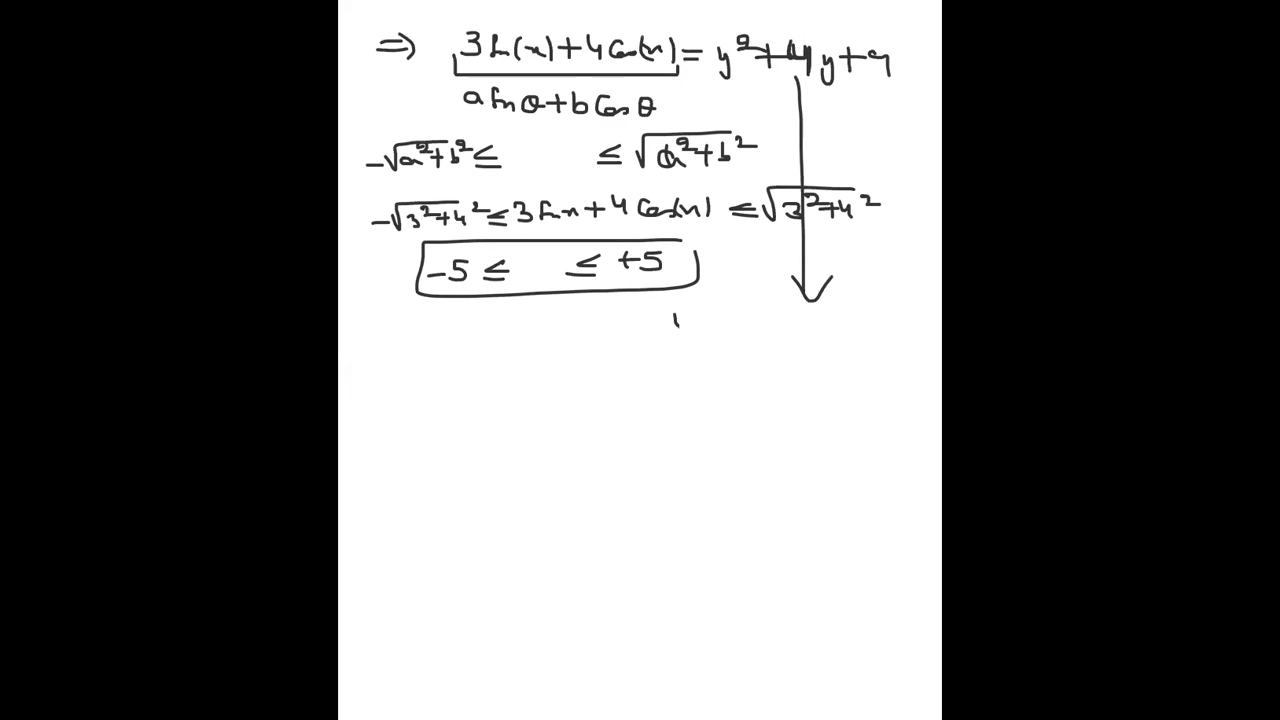 ⇒ 3 sin(x) + 4 cos(x) = y² + 4y + 9
a sin θ + b cos θ
-√a²+b² ≤ ≤ √a²+b²
-√3²+4² ≤ 3 sin x + 4 cos(x) ≤ √3²+4²
-5 ≤ ≤ +5